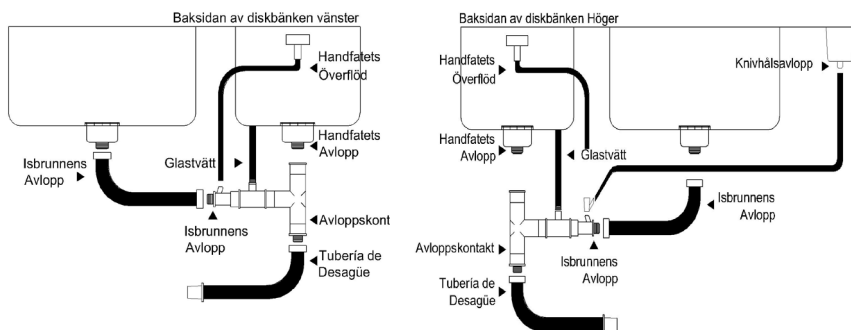 Baksidan av diskbänken vänster
Handfatets
Överflöd
Handfatets
Avlopp
Glastvätt
Isbrunnens
Avlopp
Isbrunnens
Avlopp
Avloppskont
Tubería de
Desagüe
Baksidan av diskbänken Höger
Handfatets
Överflöd
Knivhålsavlopp
Handfatets
Avlopp
Glastvätt
Isbrunnens
Avlopp
Avloppskontakt
Isbrunnens
Avlopp
Tubería de
Desagüe